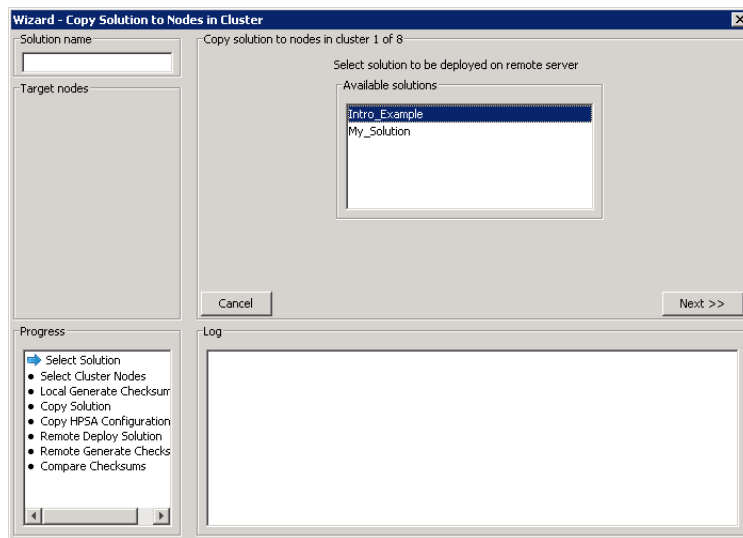 Wizard - Copy Solution to Nodes in Cluster
Solution name
Target nodes
Copy solution to nodes in cluster 1 of 8
Select solution to be deployed on remote server
Available solutions
Intro_Example
My_Solution
Cancel
Next >>
Progress
Select Solution
Select Cluster Nodes
Local Generate Checksum
Copy Solution
Copy HPSA Configuration
Remote Deploy Solution
Remote Generate Checks
Compare Checksums
Log